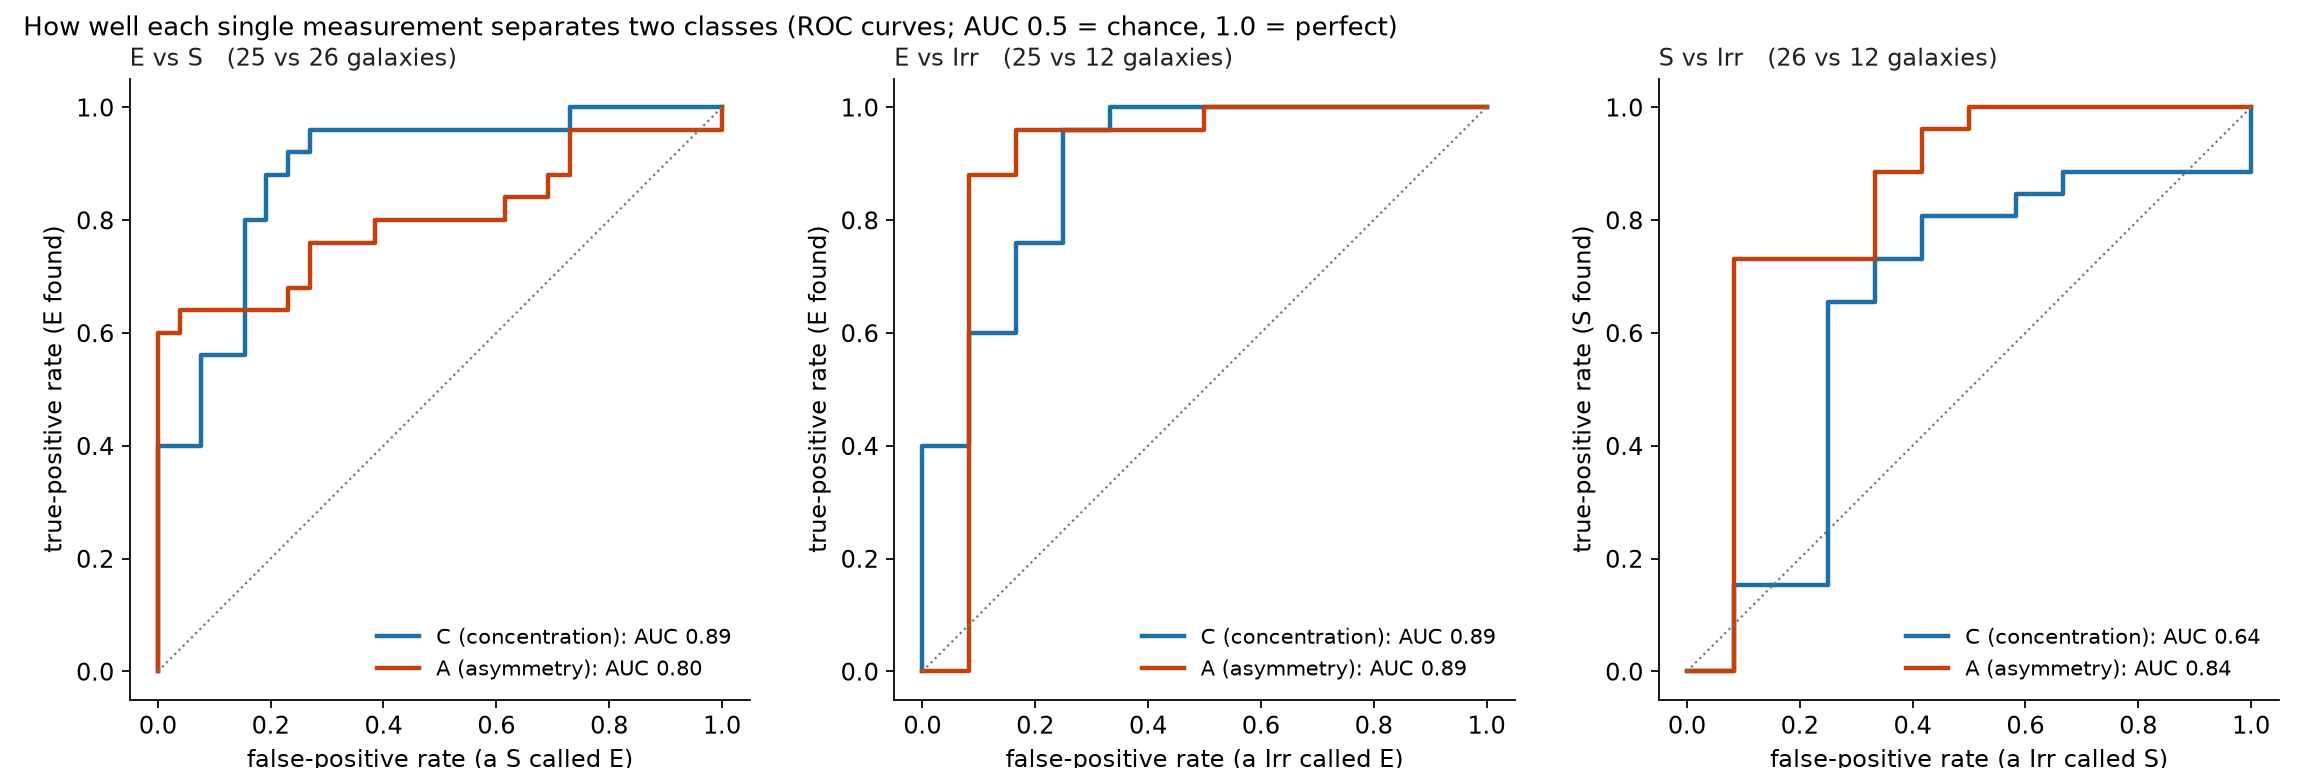 How well each single measurement separates two classes (ROC curves; AUC 0.5 = chance, 1.0 = perfect)
E vs S   (25 vs 26 galaxies)
1.0
0.8
0.6
0.4
0.2
0.0
true-positive rate (E found)
C (concentration): AUC 0.89
A (asymmetry): AUC 0.80
0.0 0.2 0.4 0.6 0.8 1.0
false-positive rate (a S called E)
E vs Irr   (25 vs 12 galaxies)
1.0
0.8
0.6
0.4
0.2
0.0
true-positive rate (E found)
C (concentration): AUC 0.89
A (asymmetry): AUC 0.89
0.0 0.2 0.4 0.6 0.8 1.0
false-positive rate (a Irr called E)
S vs Irr   (26 vs 12 galaxies)
1.0
0.8
0.6
0.4
0.2
0.0
true-positive rate (S found)
C (concentration): AUC 0.64
A (asymmetry): AUC 0.84
0.0 0.2 0.4 0.6 0.8 1.0
false-positive rate (a Irr called S)